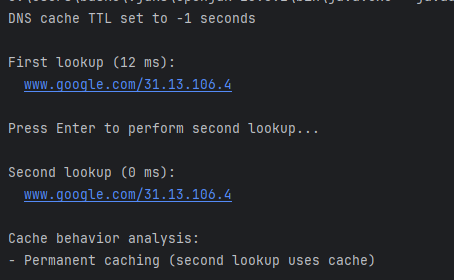 DNS cache TTL set to -1 seconds
First lookup (12 ms):
www.google.com/31.13.106.4
Press Enter to perform second lookup...
Second lookup (0 ms):
www.google.com/31.13.106.4
Cache behavior analysis:
- Permanent caching (second lookup uses cache)